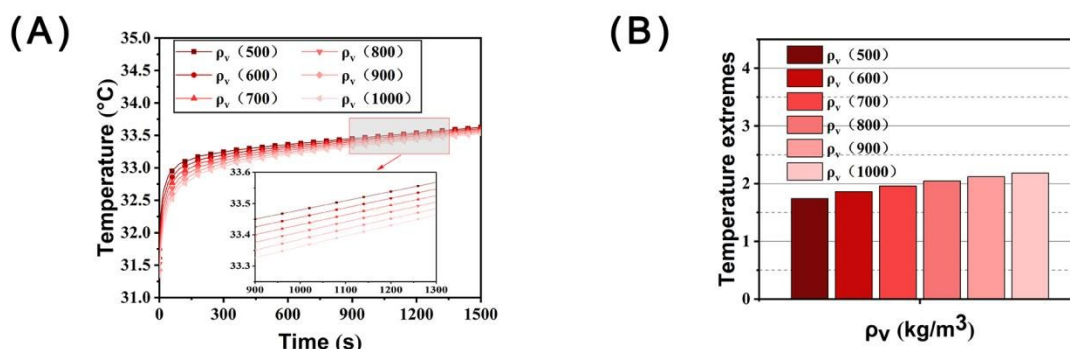 (A)
35.0
34.5
34.0
33.5
33.0
32.5
32.0
31.5
31.0
Temperature (°C)
ρv（500） ρv（800）
ρv（600） ρv（900）
ρv（700） ρv（1000）
33.6
33.5
33.4
33.3
900 1000 1100 1200 1300
0 300 600 900 1200 1500
Time (s)
(B)
4
3
2
1
0
Temperature extremes
ρv（500）
ρv（600）
ρv（700）
ρv（800）
ρv（900）
ρv（1000）
ρv (kg/m³)